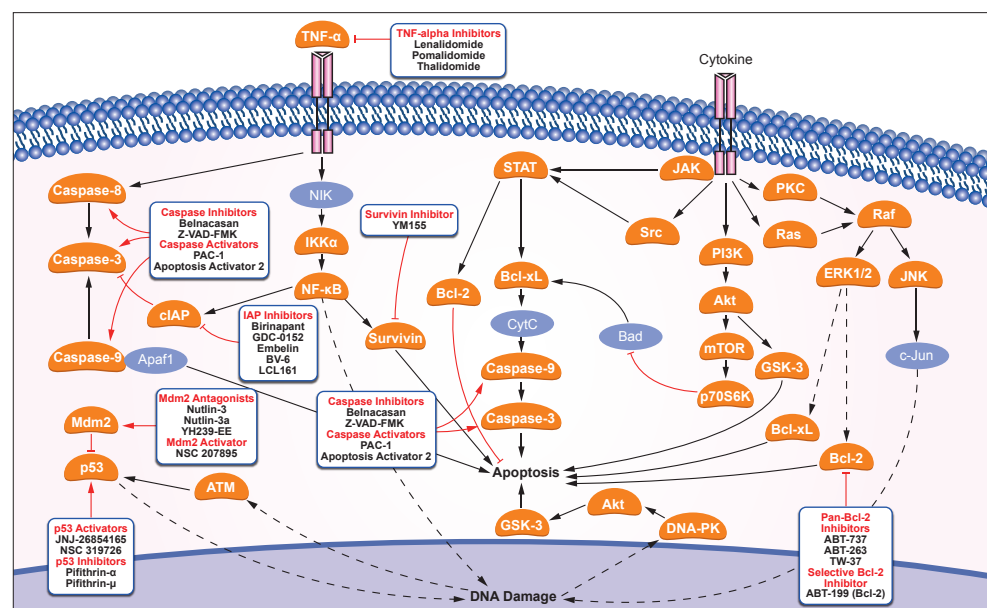 TNF-α
TNF-alpha Inhibitors
Lenalidomide
Pomalidomide
Thalidomide
Cytokine
Caspase-8
NIK
STAT
JAK
PKC
Raf
Caspase Inhibitors
Belnacasan
Z-VAD-FMK
Caspase Activators
PAC-1
Apoptosis Activator 2
Survivin Inhibitor
YM155
Src
Ras
IKKα
PI3K
Caspase-3
ERK1/2
JNK
NF-κB
Bcl-2
Bcl-xL
Akt
cIAP
IAP Inhibitors
Birinapant
GDC-0152
Embelin
BV-6
LCL161
Survivin
CytC
Bad
mTOR
c-Jun
Caspase-9
Apaf1
Caspase-9
GSK-3
p70S6K
Mdm2 Antagonists
Nutlin-3
Nutlin-3a
YH239-EE
Mdm2 Activator
NSC 207895
Caspase Inhibitors
Belnacasan
Z-VAD-FMK
Caspase Activators
PAC-1
Apoptosis Activator 2
Caspase-3
Mdm2
Bcl-xL
p53
Apoptosis
Bcl-2
ATM
Akt
GSK-3
DNA-PK
p53 Activators
JNJ-26854165
NSC 319726
p53 Inhibitors
Pifithrin-α
Pifithrin-μ
Pan-Bcl-2
Inhibitors
ABT-737
ABT-263
TW-37
Selective Bcl-2
Inhibitor
ABT-199 (Bcl-2)
DNA Damage